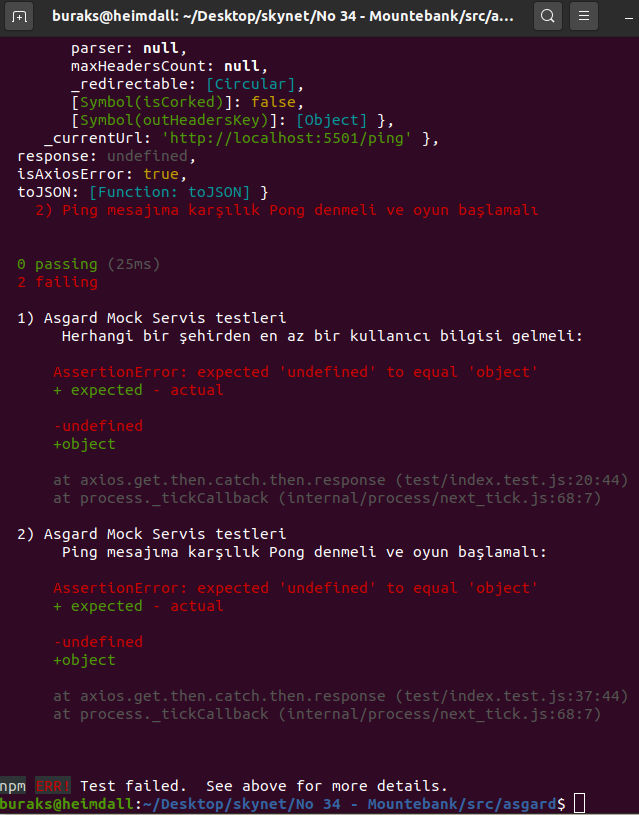 buraks@heimdall: ~/Desktop/skynet/No 34 - Mountebank/src/a...
parser: null,
maxHeadersCount: null,
_redirectable: [Circular],
[Symbol(isCorked)]: false,
[Symbol(outHeadersKey)]: [Object] },
_currentUrl: 'http://localhost:5501/ping' },
response: undefined,
isAxiosError: true,
toJSON: [Function: toJSON] }
2) Ping mesajıma karşılık Pong denmeli ve oyun başlamalı
0 passing (25ms)
2 failing
1) Asgard Mock Servis testleri
Herhangi bir şehirden en az bir kullanıcı bilgisi gelmeli:
AssertionError: expected 'undefined' to equal 'object'
+ expected - actual
-undefined
+object
at axios.get.then.catch.then.response (test/index.test.js:20:44)
at process._tickCallback (internal/process/next_tick.js:68:7)
2) Asgard Mock Servis testleri
Ping mesajıma karşılık Pong denmeli ve oyun başlamalı:
AssertionError: expected 'undefined' to equal 'object'
+ expected - actual
-undefined
+object
at axios.get.then.catch.then.response (test/index.test.js:37:44)
at process._tickCallback (internal/process/next_tick.js:68:7)
npm ERR! Test failed.  See above for more details.
buraks@heimdall:~/Desktop/skynet/No 34 - Mountebank/src/asgard$